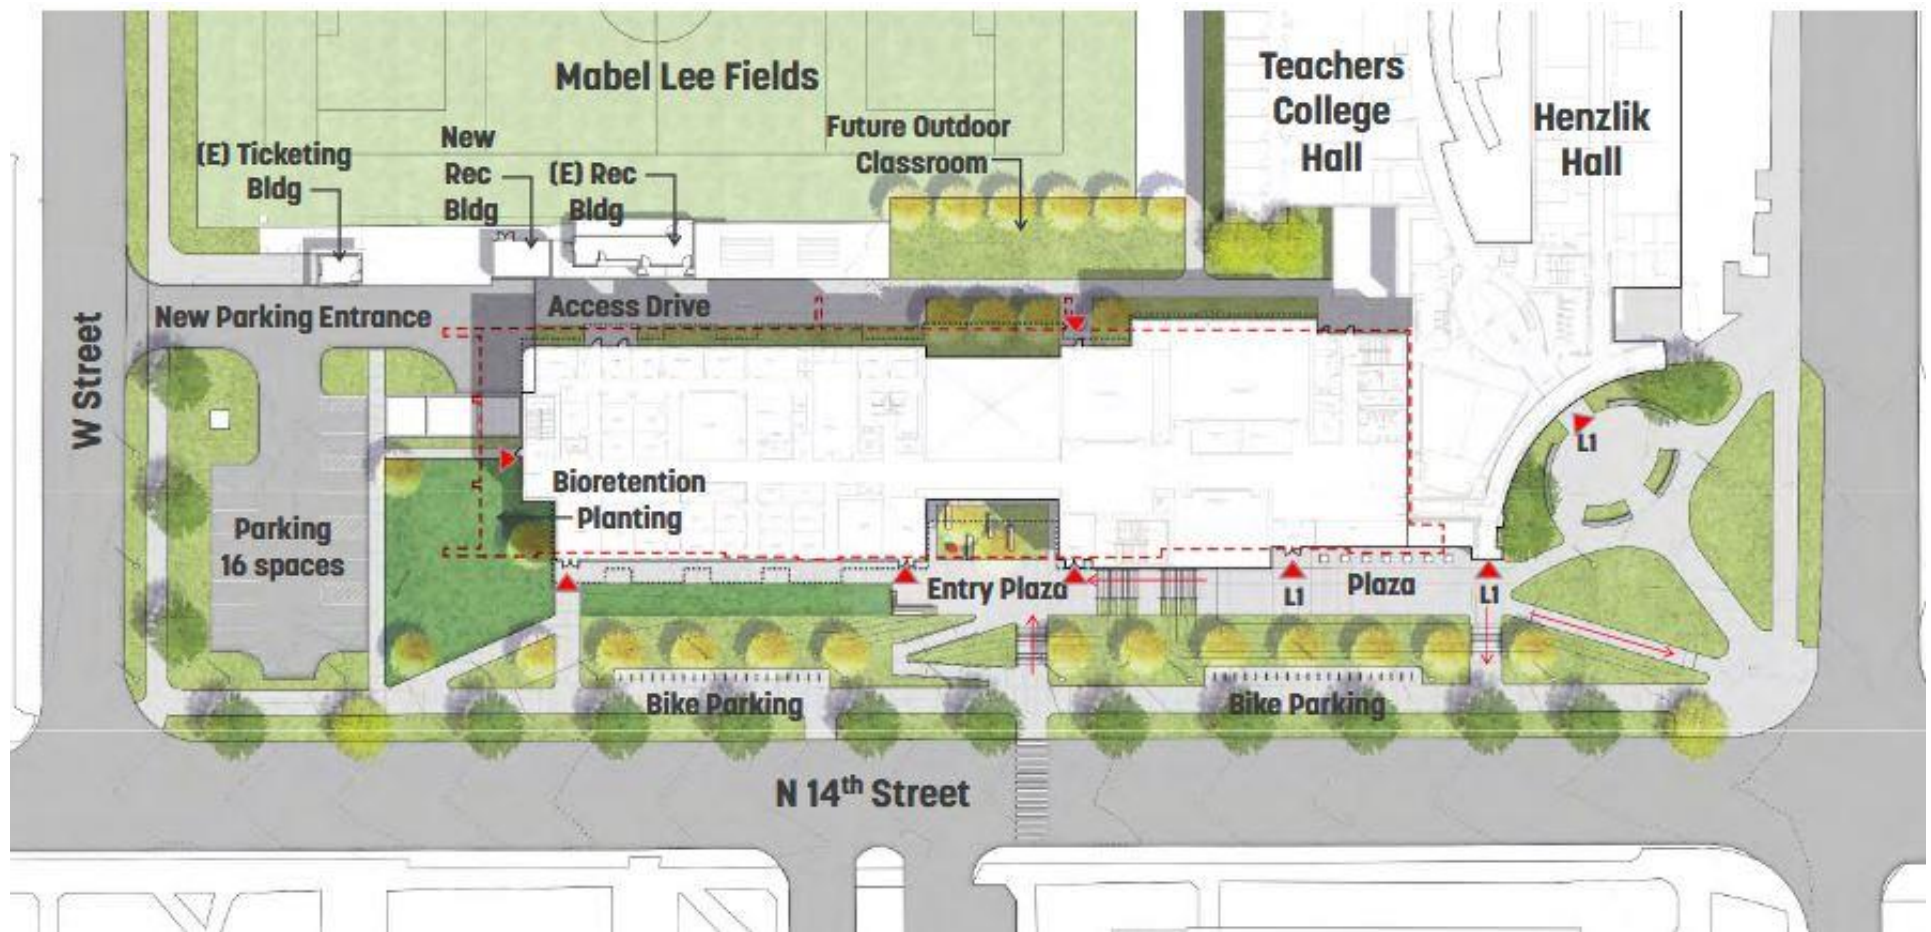 Mabel Lee Fields
Teachers
College
Hall
Henzlik
Hall
(E) Ticketing
Bldg
New
Rec
Bldg
(E) Rec
Bldg
Future Outdoor
Classroom
New Parking Entrance
Access Drive
W Street
Parking
16 spaces
Bioretention
Planting
Entry Plaza
L1
Plaza
L1
L1
Bike Parking
Bike Parking
N 14th Street